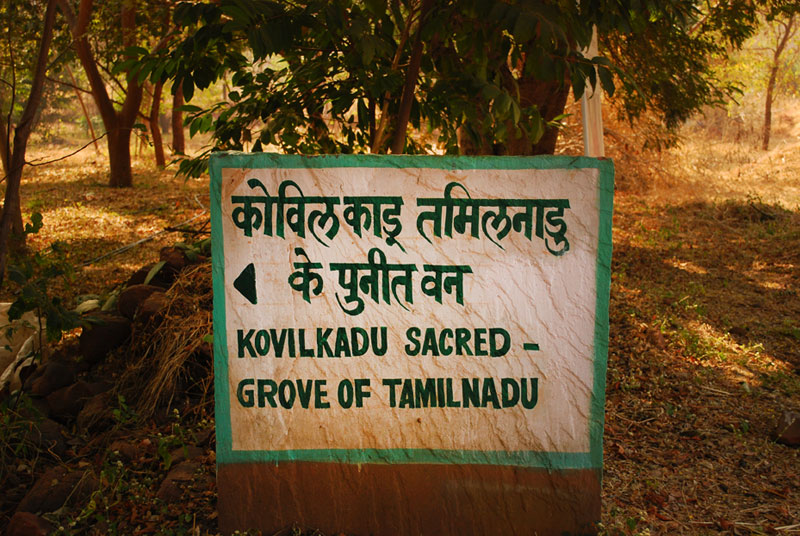 कोविलकाडू तमिलनाडु
के पुनीत वन
KOVILKADU SACRED -
GROVE OF TAMILNADU